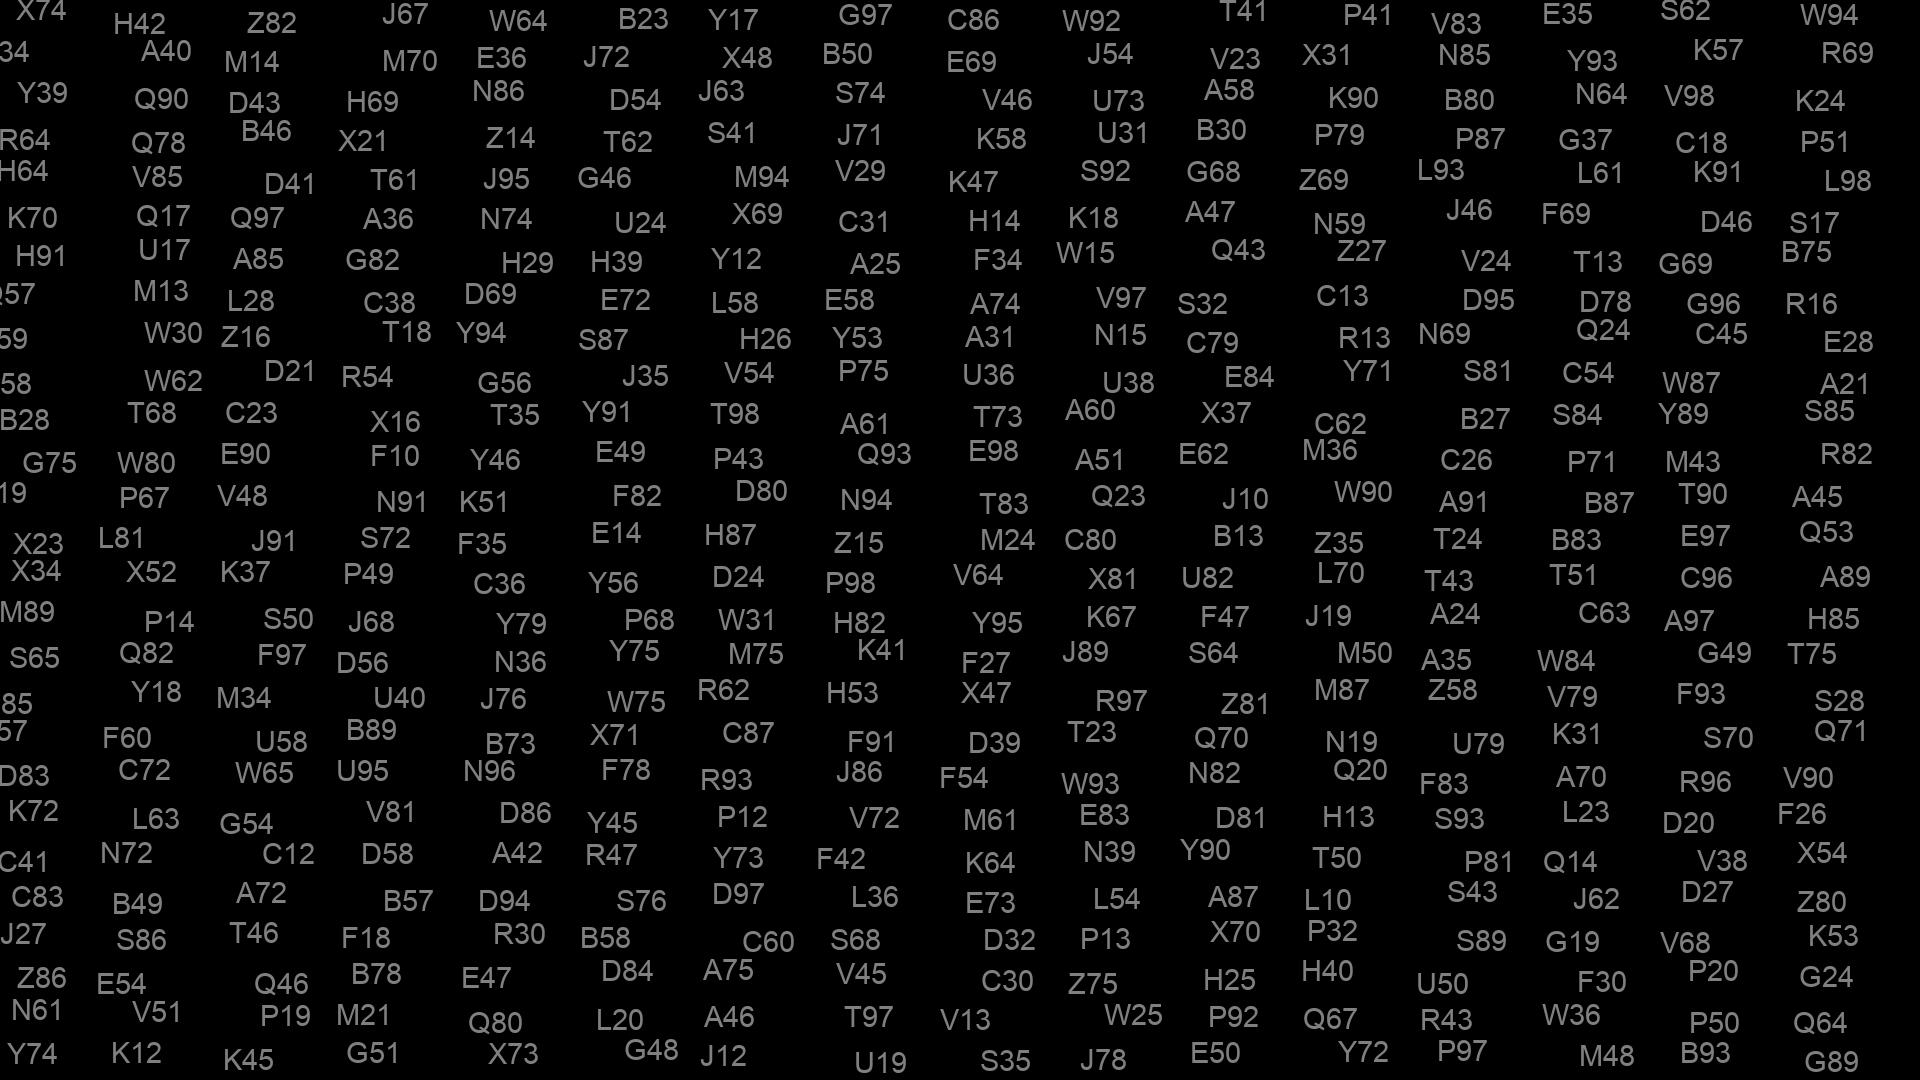 X74 H42 Z82 J67 W64 B23 Y17 G97 C86 W92 T41 P41 V83 E35 S62 W94
34 A40 M14 M70 E36 J72 X48 B50 E69 J54 V23 X31 N85 Y93 K57 R69
Y39 Q90 D43 H69 N86 D54 J63 S74 V46 U73 A58 K90 B80 N64 V98 K24
R64 Q78 B46 X21 Z14 T62 S41 J71 K58 U31 B30 P79 P87 G37 C18 P51
H64 V85 D41 T61 J95 G46 M94 V29 K47 S92 G68 Z69 L93 L61 K91 L98
K70 Q17 Q97 A36 N74 U24 X69 C31 H14 K18 A47 N59 J46 F69 D46 S17
H91 U17 A85 G82 H29 H39 Y12 A25 F34 W15 Q43 Z27 V24 T13 G69 B75
57 M13 L28 C38 D69 E72 L58 E58 A74 V97 S32 C13 D95 D78 G96 R16
59 W30 Z16 T18 Y94 S87 H26 Y53 A31 N15 C79 R13 N69 Q24 C45 E28
58 W62 D21 R54 G56 J35 V54 P75 U36 U38 E84 Y71 S81 C54 W87 A21
B28 T68 C23 X16 T35 Y91 T98 A61 T73 A60 X37 C62 B27 S84 Y89 S85
G75 W80 E90 F10 Y46 E49 P43 Q93 E98 A51 E62 M36 C26 P71 M43 R82
19 P67 V48 N91 K51 F82 D80 N94 T83 Q23 J10 W90 A91 B87 T90 A45
X23 L81 J91 S72 F35 E14 H87 Z15 M24 C80 B13 Z35 T24 B83 E97 Q53
X34 X52 K37 P49 C36 Y56 D24 P98 V64 X81 U82 L70 T43 T51 C96 A89
M89 P14 S50 J68 Y79 P68 W31 H82 Y95 K67 F47 J19 A24 C63 A97 H85
S65 Q82 F97 D56 N36 Y75 M75 K41 F27 J89 S64 M50 A35 W84 G49 T75
85 Y18 M34 U40 J76 W75 R62 H53 X47 R97 Z81 M87 Z58 V79 F93 S28
57 F60 U58 B89 B73 X71 C87 F91 D39 T23 Q70 N19 U79 K31 S70 Q71
D83 C72 W65 U95 N96 F78 R93 J86 F54 W93 N82 Q20 F83 A70 R96 V90
K72 L63 G54 V81 D86 Y45 P12 V72 M61 E83 D81 H13 S93 L23 D20 F26
C41 N72 C12 D58 A42 R47 Y73 F42 K64 N39 Y90 T50 P81 Q14 V38 X54
C83 B49 A72 B57 D94 S76 D97 L36 E73 L54 A87 L10 S43 J62 D27 Z80
J27 S86 T46 F18 R30 B58 C60 S68 D32 P13 X70 P32 S89 G19 V68 K53
Z86 E54 Q46 B78 E47 D84 A75 V45 C30 Z75 H25 H40 U50 F30 P20 G24
N61 V51 P19 M21 Q80 L20 A46 T97 V13 W25 P92 Q67 R43 W36 P50 Q64
Y74 K12 K45 G51 X73 G48 J12 U19 S35 J78 E50 Y72 P97 M48 B93 G89